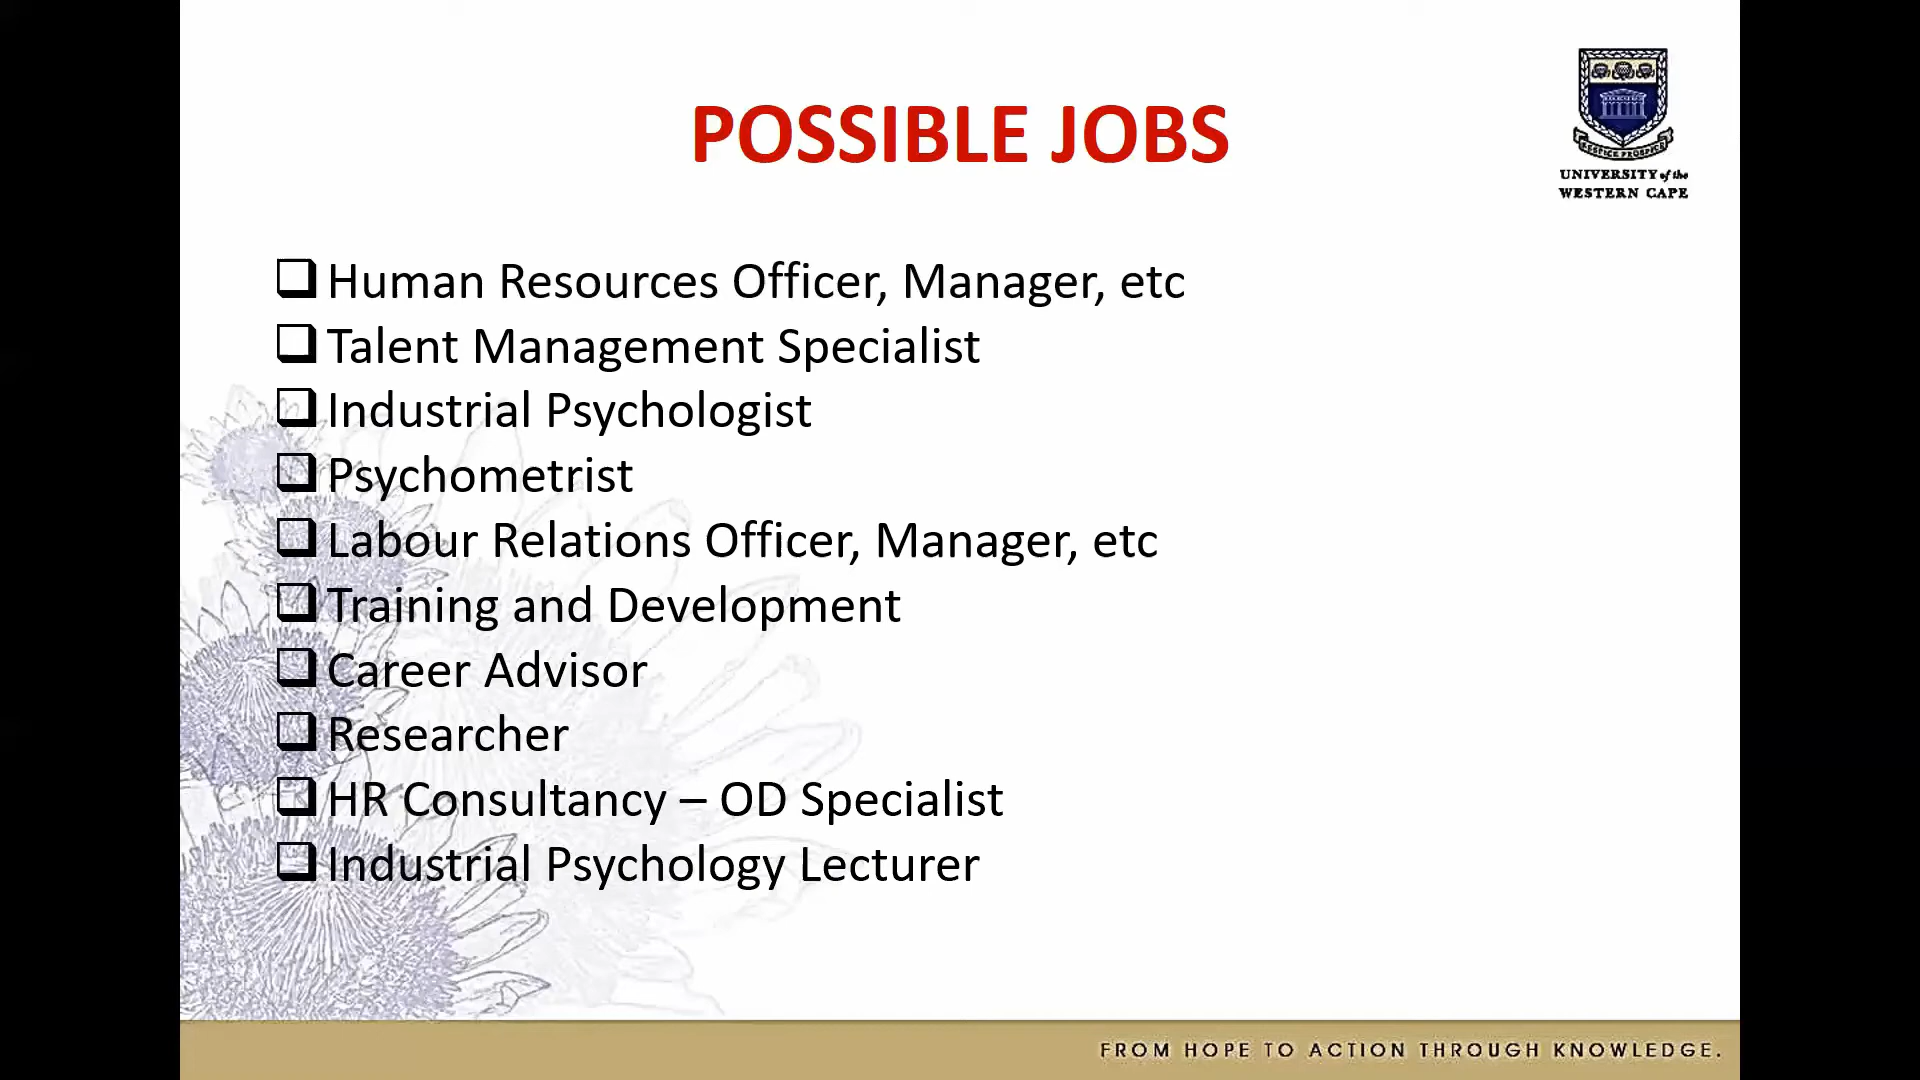 POSSIBLE JOBS
RESPICE PROSPICE
UNIVERSITY of the
WESTERN CAPE
Human Resources Officer, Manager, etc
Talent Management Specialist
Industrial Psychologist
Psychometrist
Labour Relations Officer, Manager, etc
Training and Development
Career Advisor
Researcher
HR Consultancy – OD Specialist
Industrial Psychology Lecturer
FROM HOPE TO ACTION THROUGH KNOWLEDGE.